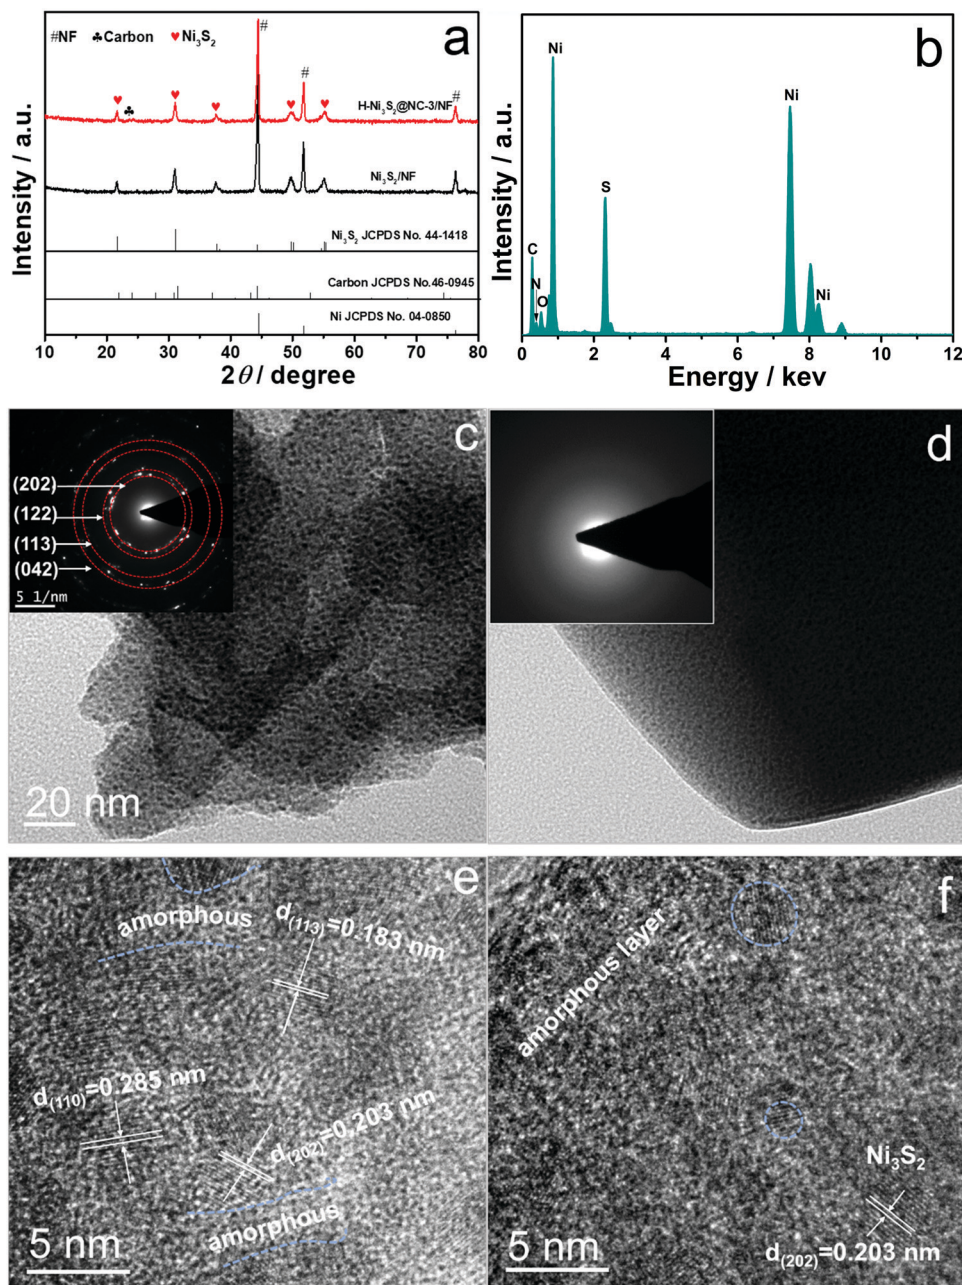 #NF ♣Carbon ♥Ni₃S₂
a
#
#
#
H-Ni₃S₂@NC-3/NF
Ni₃S₂/NF
Ni₃S₂ JCPDS No. 44-1418
Carbon JCPDS No.46-0945
Ni JCPDS No. 04-0850
Intensity / a.u.
10 20 30 40 50 60 70 80
2θ / degree
b
Ni
Ni
S
C
N
O
Ni
Intensity / a.u.
0 2 4 6 8 10 12
Energy / kev
c
(202)
(122)
(113)
(042)
5 1/nm
20 nm
d
e
amorphous
d(113)=0.183 nm
d(110)=0.285 nm
d(202)=0.203 nm
amorphous
5 nm
f
amorphous layer
Ni₃S₂
d(202)=0.203 nm
5 nm